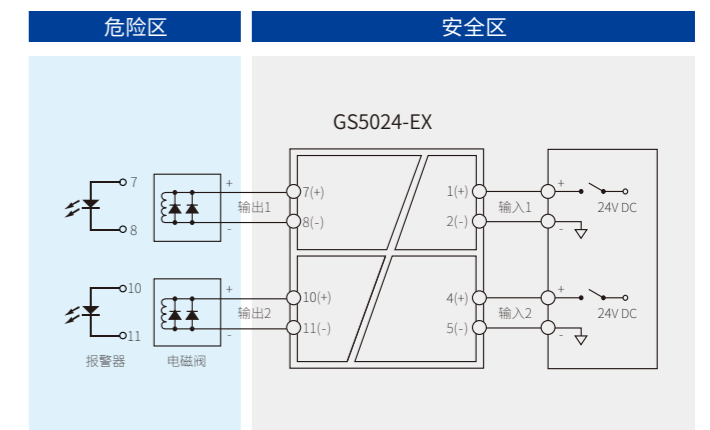 危险区
安全区
GS5024-EX
7
8
+
-
输出1
7(+)
8(-)
1(+)
2(-)
输入1
+
-
24V DC
10
11
+
-
输出2
10(+)
11(-)
4(+)
5(-)
输入2
+
-
24V DC
报警器
电磁阀